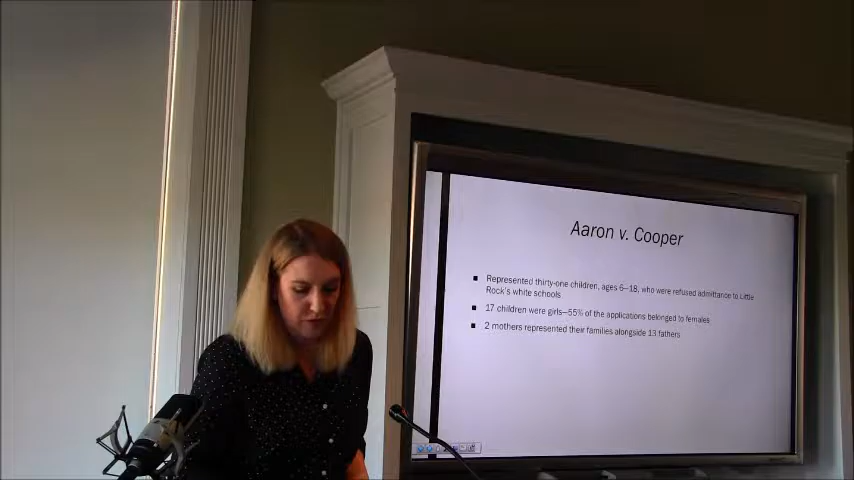 Aaron v. Cooper
▪ Represented thirty-one children, ages 6–18, who were refused admittance to Little
Rock's white schools
▪ 17 children were girls—55% of the applications belonged to females
▪ 2 mothers represented their families alongside 13 fathers